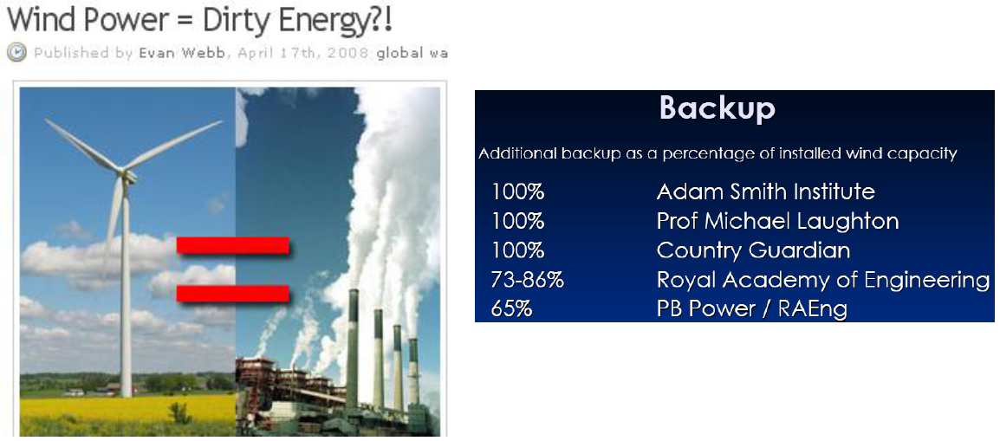 Wind Power = Dirty Energy?!
Published by Evan Webb, April 17th, 2008 global wa
Backup
Additional backup as a percentage of installed wind capacity
100% Adam Smith Institute
100% Prof Michael Laughton
100% Country Guardian
73-86% Royal Academy of Engineering
65% PB Power / RAEng